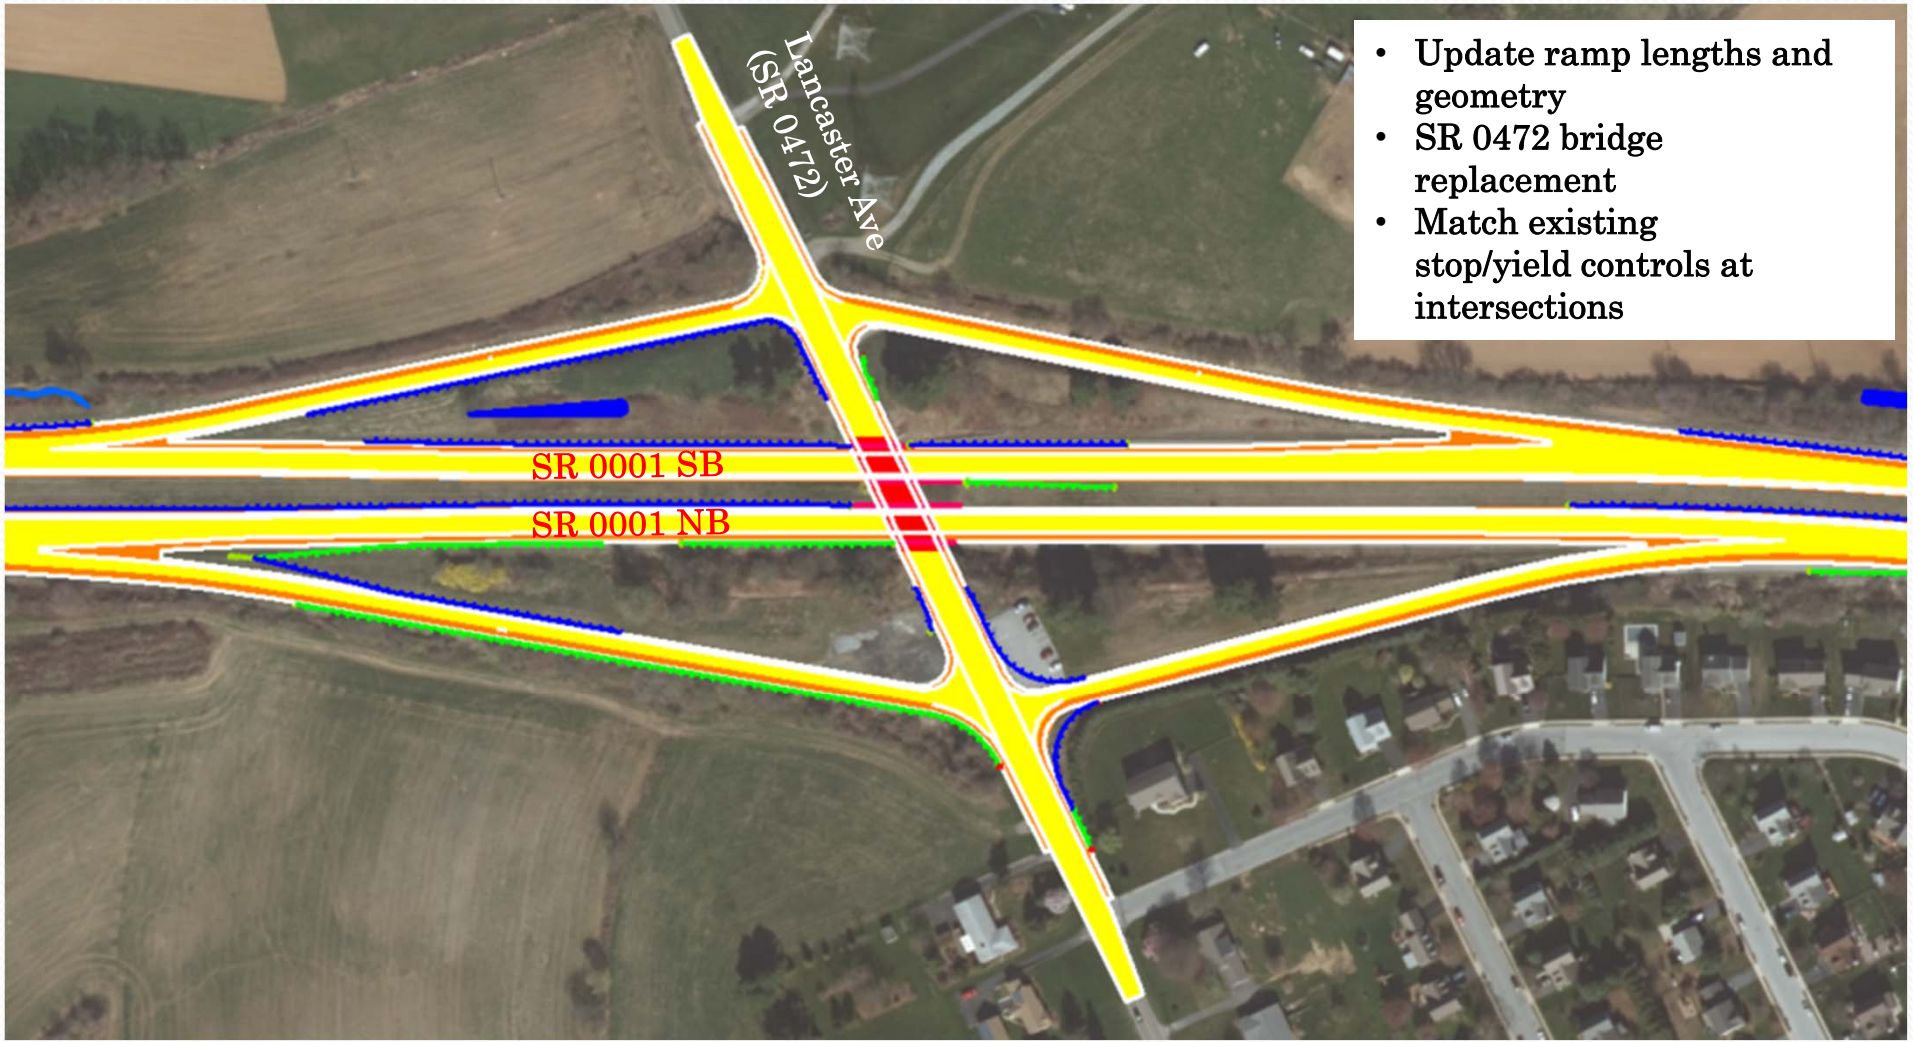 Lancaster Ave
(SR 0472)
• Update ramp lengths and
geometry
• SR 0472 bridge
replacement
• Match existing
stop/yield controls at
intersections
SR 0001 SB
SR 0001 NB